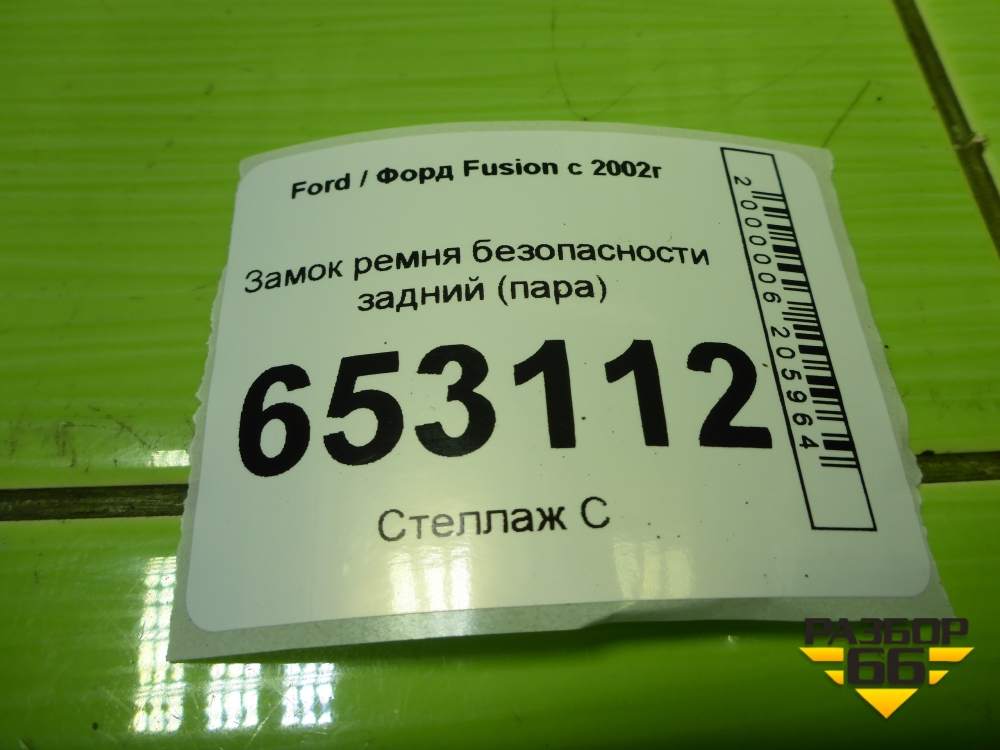 Ford / Форд Fusion с 2002г
Замок ремня безопасности
задний (пара)
653112
Стеллаж С
2000006205964
РАЗБОР
66